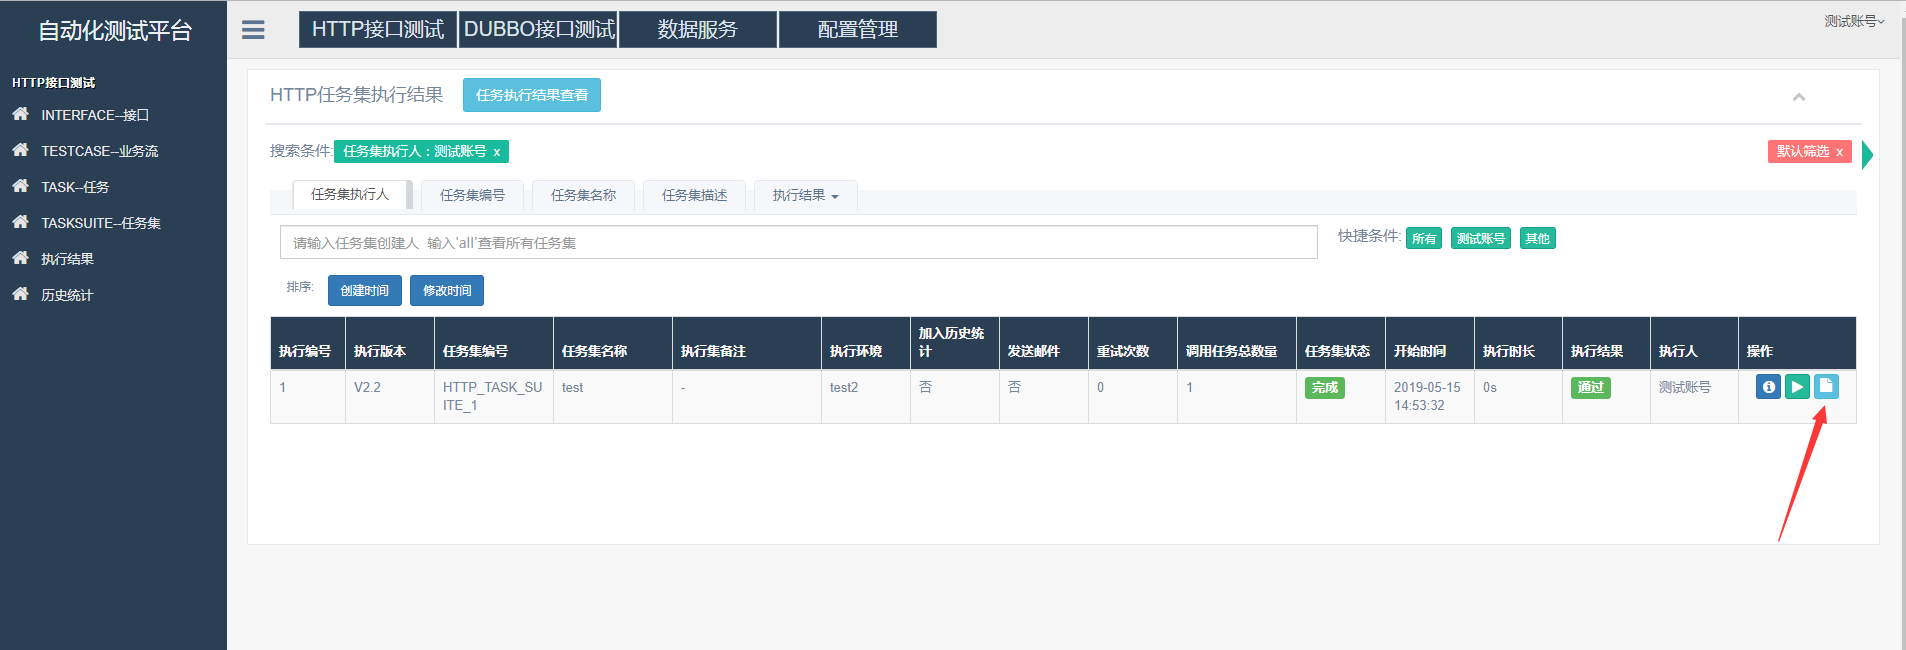 自动化测试平台
HTTP接口测试 DUBBO接口测试 数据服务 配置管理
测试账号
HTTP接口测试
INTERFACE--接口
TESTCASE--业务流
TASK--任务
TASKSUITE--任务集
执行结果
历史统计
HTTP任务集执行结果 任务执行结果查看
搜索条件: 任务集执行人：测试账号 x
默认筛选 x
任务集执行人 任务集编号 任务集名称 任务集描述 执行结果
请输入任务集创建人 输入'all'查看所有任务集
快捷条件: 所有 测试账号 其他
排序: 创建时间 修改时间
执行编号 执行版本 任务集编号 任务集名称 执行集备注 执行环境 加入历史统计 发送邮件 重试次数 调用任务总数量 任务集状态 开始时间 执行时长 执行结果 执行人 操作
1 V2.2 HTTP_TASK_SUITE_1 test - test2 否 否 0 1 完成 2019-05-15 14:53:32 0s 通过 测试账号